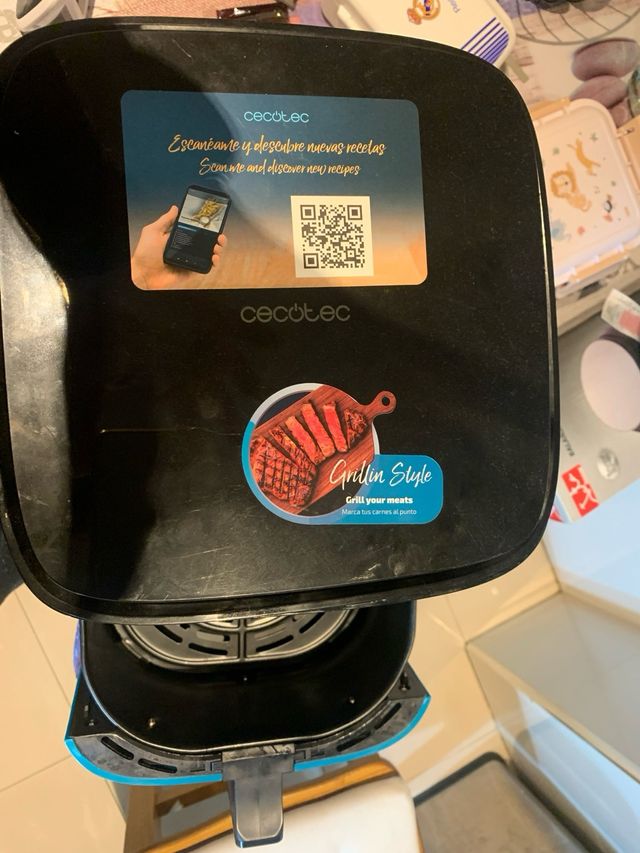 cecotec
Escanéame y descubre nuevas recetas
Scan me and discover new recipes
cecotec
Grillin Style
Grill your meats
Marca tus carnes al punto